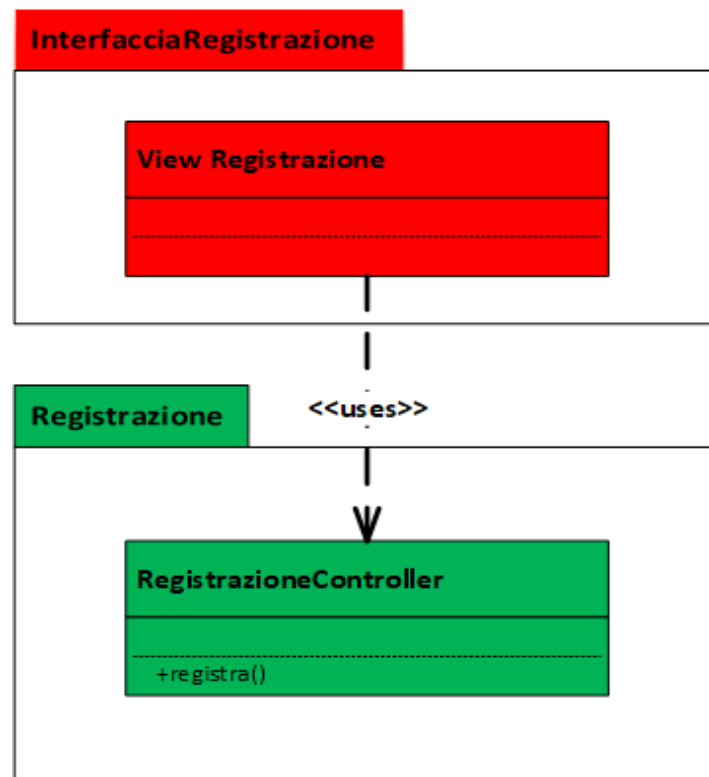 InterfacciaRegistrazione
View Registrazione
Registrazione
<<uses>>
RegistrazioneController
+registra()